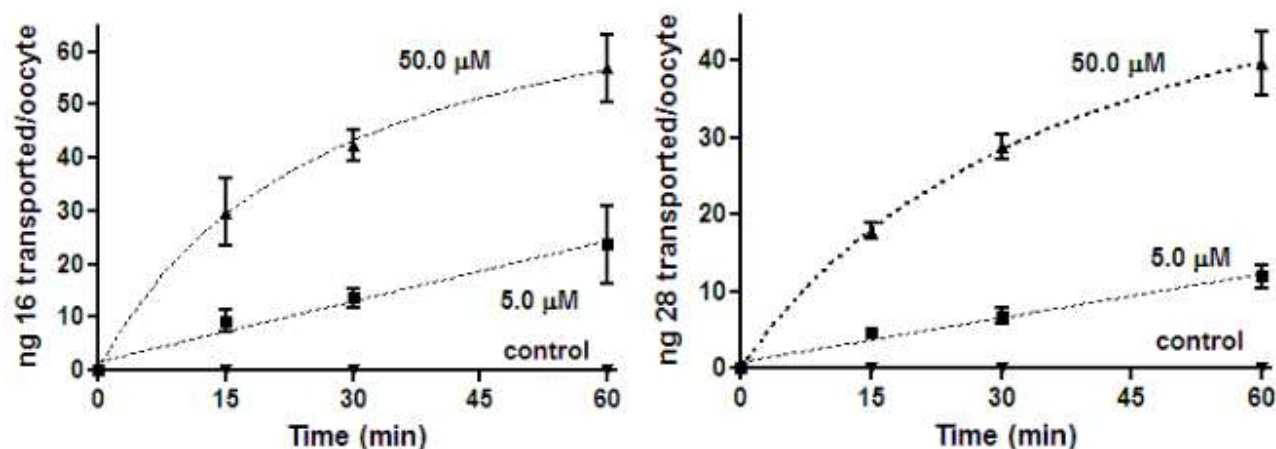 ng 16 transported/oocyte
60
50
40
30
20
10
0
50.0 µM
5.0 µM
control
0 15 30 45 60
Time (min)
ng 28 transported/oocyte
40
30
20
10
0
50.0 µM
5.0 µM
control
0 15 30 45 60
Time (min)